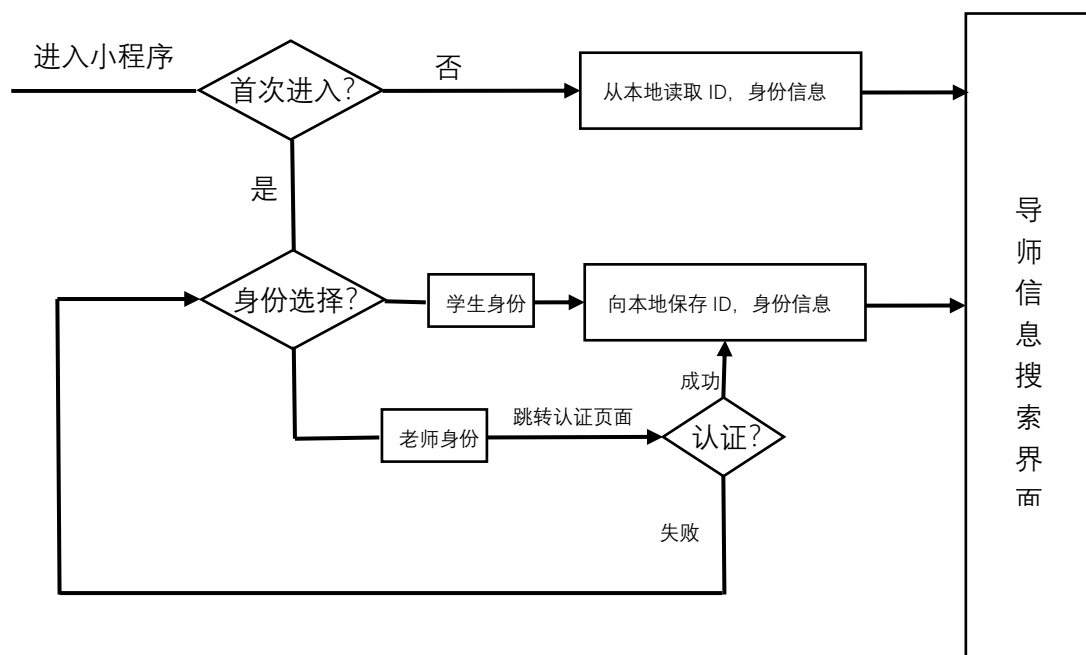 进入小程序
首次进入？
否
从本地读取 ID，身份信息
是
身份选择？
学生身份
向本地保存 ID，身份信息
成功
老师身份
跳转认证页面
认证？
失败
导
师
信
息
搜
索
界
面